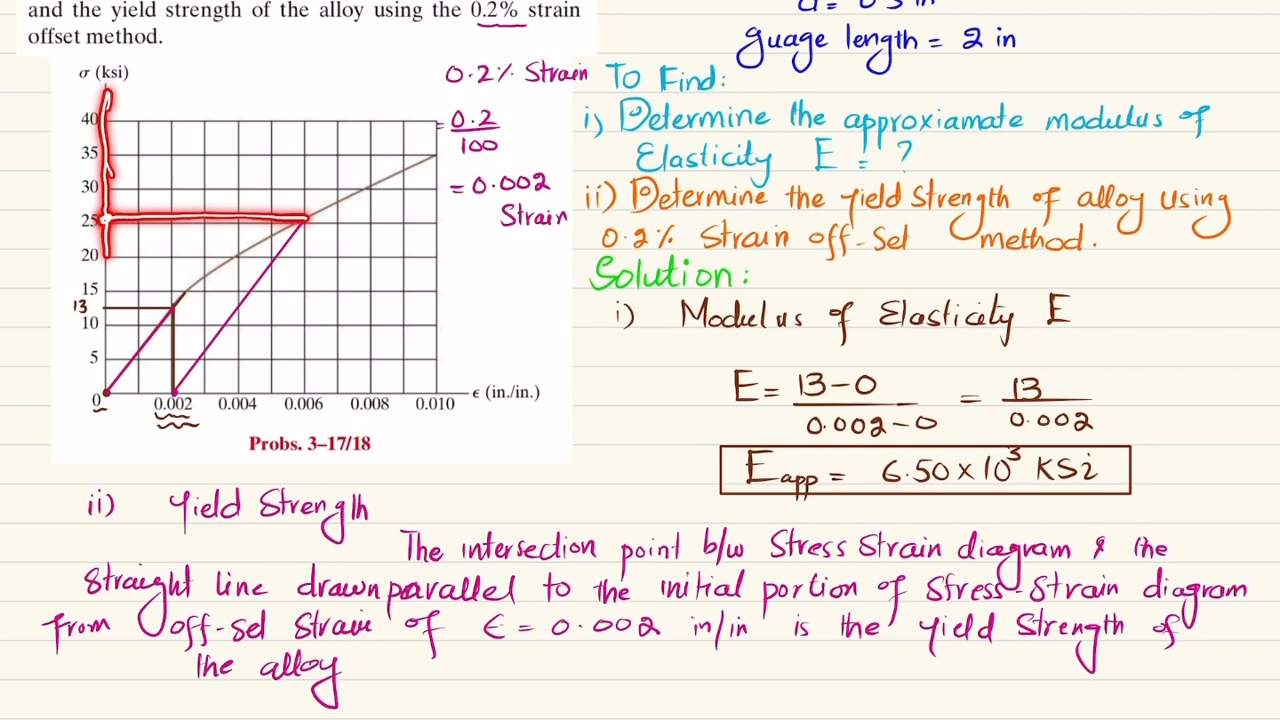 and the yield strength of the alloy using the 0.2% strain
offset method.
guage length = 2 in
σ (ksi)
40
35
30
25
20
15
13
10
5
0
0.002 0.004 0.006 0.008 0.010
ϵ (in./in.)
Probs. 3–17/18
0.2% Strain
= 0.2
100
= 0.002
Strain
To Find:
i) Determine the approxiamate modulus of
Elasticity E = ?
ii) Determine the yield strength of alloy using
0.2% Strain off-Set method.
Solution:
i) Modulus of Elasticity E
E = 13-0 = 13
0.002-0 0.002
Eapp = 6.50×10³ KSi
ii) Yield Strength
The intersection point b/w Stress Strain diagram & the
Straight line drawn parallel to the initial portion of Stress-Strain diagram
from off-set Strain of ϵ = 0.002 in/in is the yield Strength of
the alloy